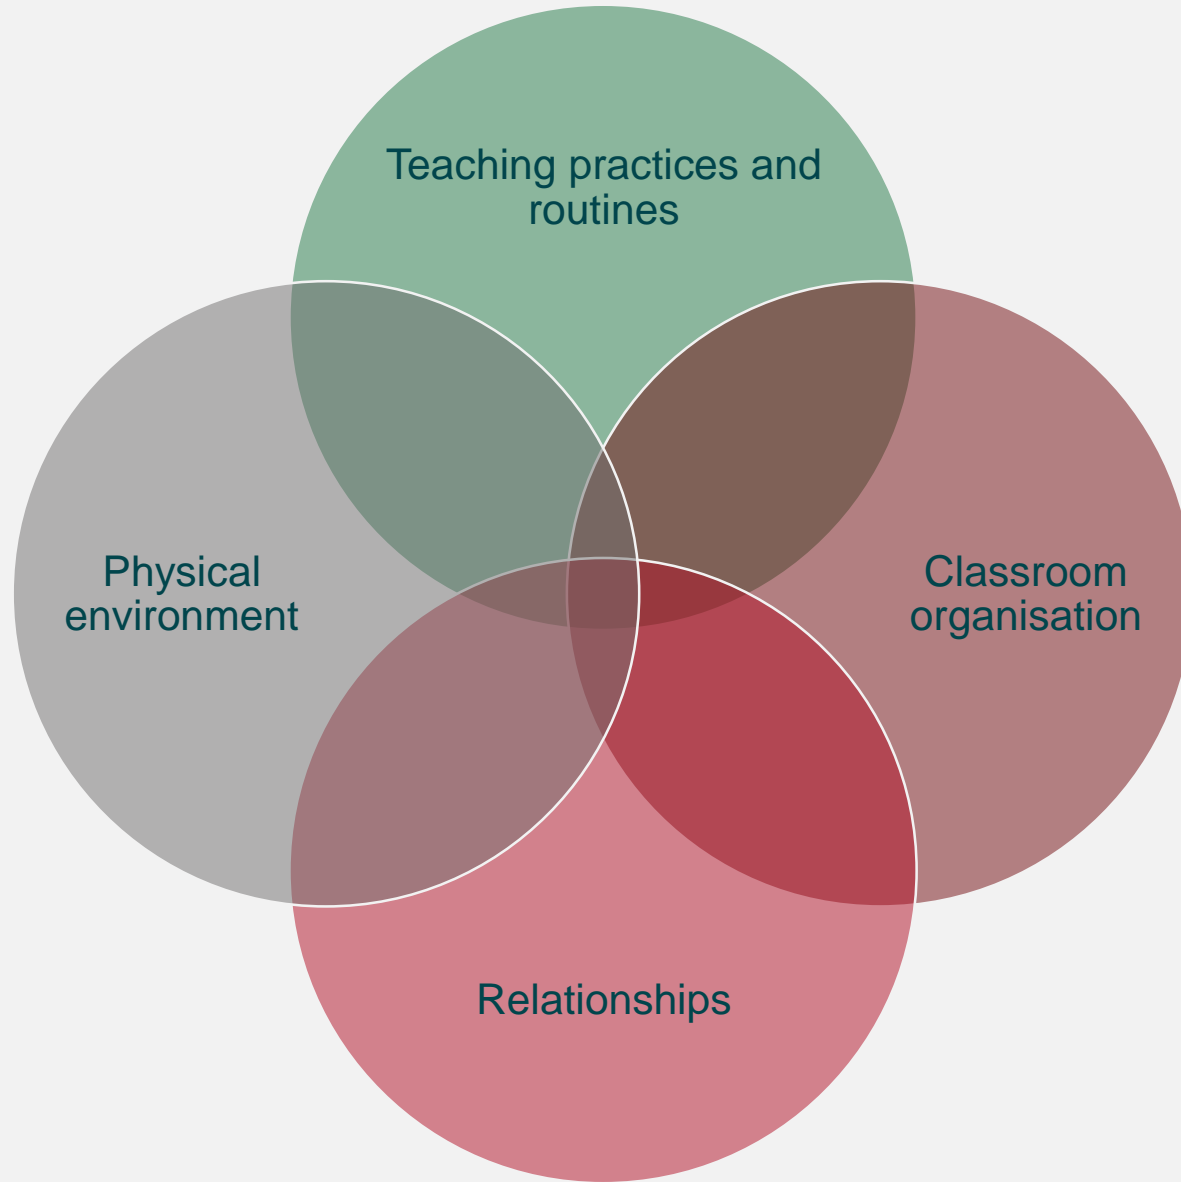 Teaching practices and
routines
Physical
environment
Classroom
organisation
Relationships